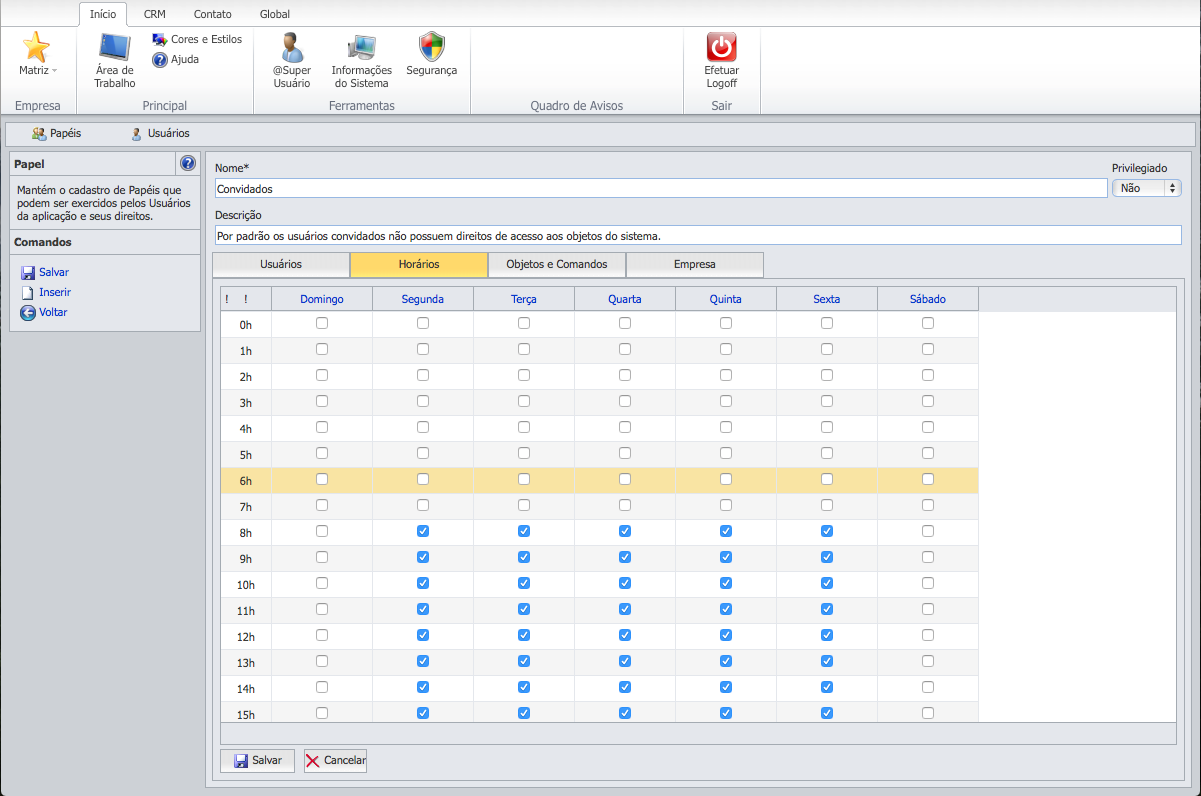 Início CRM Contato Global
Matriz
Área de
Trabalho
Cores e Estilos
Ajuda
@Super
Usuário
Informações
do Sistema
Segurança
Efetuar
Logoff
Empresa Principal Ferramentas Quadro de Avisos Sair
Papéis Usuários
Papel
Mantém o cadastro de Papéis que
podem ser exercidos pelos Usuários
da aplicação e seus direitos.
Comandos
Salvar
Inserir
Voltar
Nome* Privilegiado
Convidados Não
Descrição
Por padrão os usuários convidados não possuem direitos de acesso aos objetos do sistema.
Usuários Horários Objetos e Comandos Empresa
! ! Domingo Segunda Terça Quarta Quinta Sexta Sábado
0h
1h
2h
3h
4h
5h
6h
7h
8h
9h
10h
11h
12h
13h
14h
15h
Salvar Cancelar